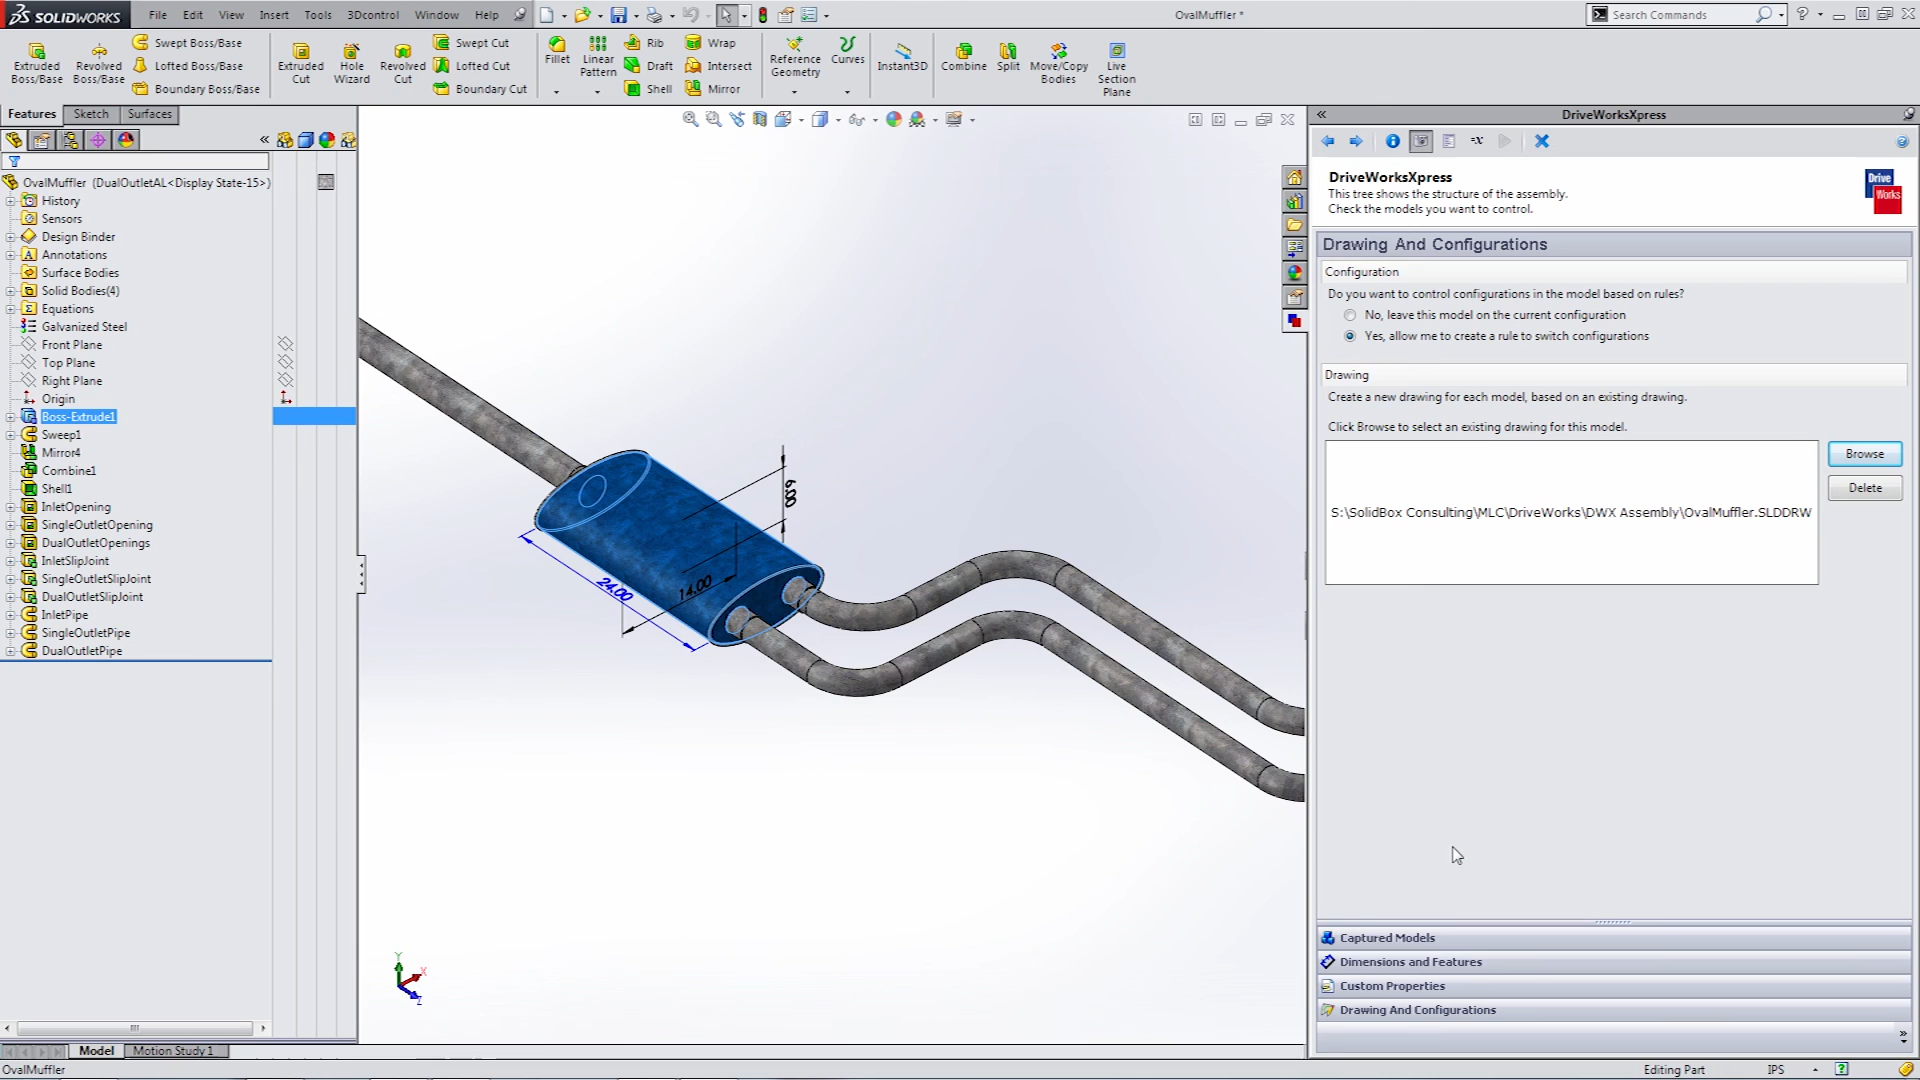 SOLIDWORKS File Edit View Insert Tools 3Dcontrol Window Help OvalMuffler * Search Commands
Extruded Boss/Base
Revolved Boss/Base
Swept Boss/Base
Lofted Boss/Base
Boundary Boss/Base
Extruded Cut
Hole Wizard
Revolved Cut
Swept Cut
Lofted Cut
Boundary Cut
Fillet
Linear Pattern
Rib
Draft
Shell
Wrap
Intersect
Mirror
Reference Geometry
Curves
Instant3D
Combine
Split
Move/Copy Bodies
Live Section Plane
Features Sketch Surfaces
OvalMuffler (DualOutletAL<Display State-15>)
History
Sensors
Design Binder
Annotations
Surface Bodies
Solid Bodies(4)
Equations
Galvanized Steel
Front Plane
Top Plane
Right Plane
Origin
Boss-Extrude1
Sweep1
Mirror4
Combine1
Shell1
InletOpening
SingleOutletOpening
DualOutletOpenings
InletSlipJoint
SingleOutletSlipJoint
DualOutletSlipJoint
InletPipe
SingleOutletPipe
DualOutletPipe
6.00
14.00
24.00
Y
X
Z
DriveWorksXpress
DriveWorksXpress
This tree shows the structure of the assembly.
Check the models you want to control.
Drive
Works
Drawing And Configurations
Configuration
Do you want to control configurations in the model based on rules?
No, leave this model on the current configuration
Yes, allow me to create a rule to switch configurations
Drawing
Create a new drawing for each model, based on an existing drawing.
Click Browse to select an existing drawing for this model.
Browse
Delete
S:\SolidBox Consulting\MLC\DriveWorks\DWX Assembly\OvalMuffler.SLDDRW
Captured Models
Dimensions and Features
Custom Properties
Drawing And Configurations
Model Motion Study 1
OvalMuffler Editing Part IPS